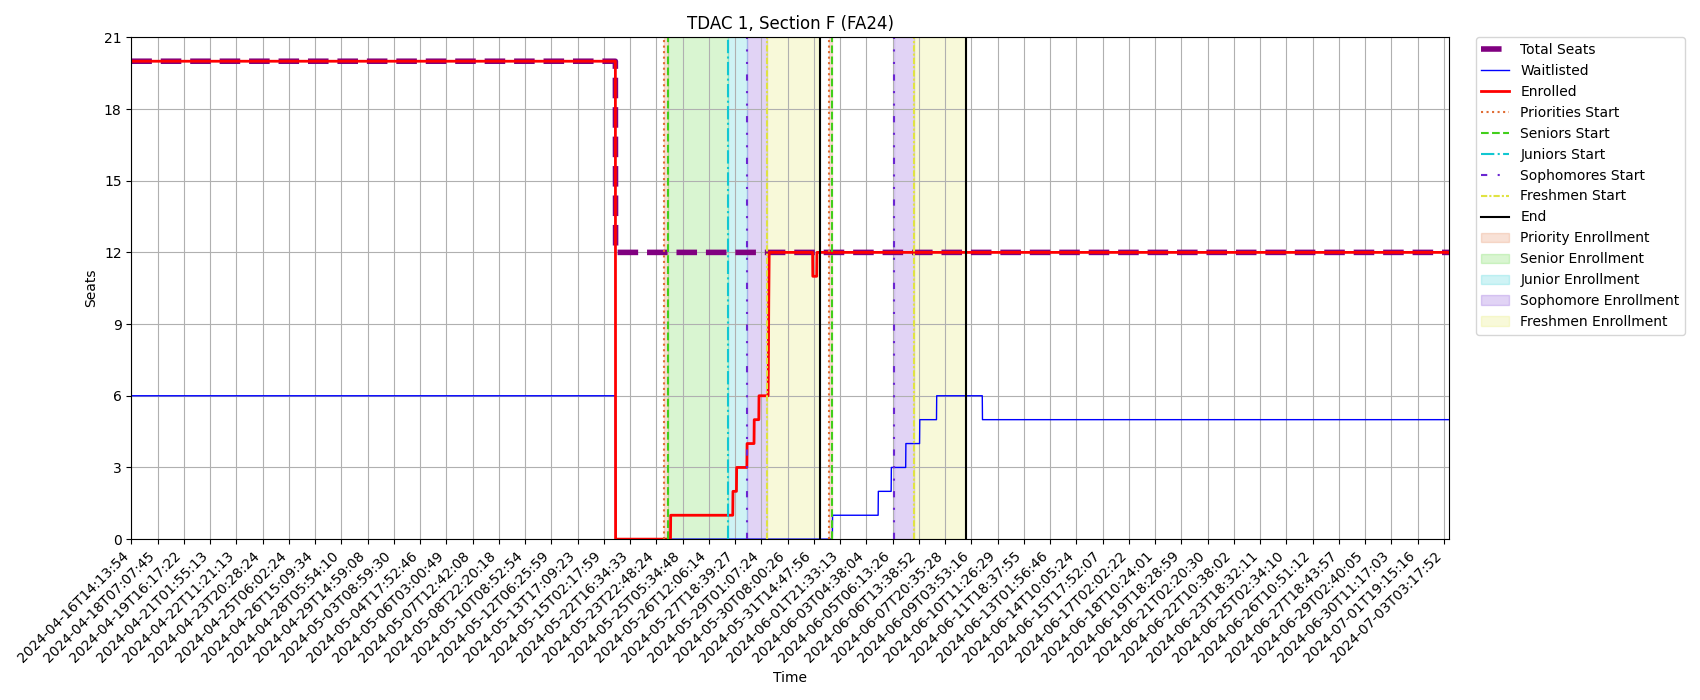 TDAC 1, Section F (FA24)
Seats
21
18
15
12
9
6
3
0
2024-04-16T14:13:54
2024-04-18T07:07:45
2024-04-19T16:17:22
2024-04-21T01:55:13
2024-04-22T11:21:13
2024-04-23T20:28:24
2024-04-25T06:02:24
2024-04-26T15:09:34
2024-04-28T05:54:10
2024-04-29T14:59:08
2024-05-03T08:59:30
2024-05-04T17:52:46
2024-05-06T03:00:49
2024-05-07T12:42:08
2024-05-08T22:20:18
2024-05-10T08:52:54
2024-05-12T06:25:59
2024-05-13T17:09:23
2024-05-15T02:17:59
2024-05-22T16:34:33
2024-05-23T22:48:24
2024-05-25T05:34:48
2024-05-26T12:06:14
2024-05-27T18:39:27
2024-05-29T01:07:24
2024-05-30T08:00:26
2024-05-31T14:47:56
2024-06-01T21:33:13
2024-06-03T04:38:04
2024-06-05T06:13:26
2024-06-06T13:38:52
2024-06-07T20:35:28
2024-06-09T03:53:16
2024-06-10T11:26:29
2024-06-11T18:37:55
2024-06-13T01:56:46
2024-06-14T10:05:24
2024-06-15T17:52:07
2024-06-17T02:02:22
2024-06-18T10:24:01
2024-06-19T18:28:59
2024-06-21T02:20:30
2024-06-22T10:38:02
2024-06-23T18:32:11
2024-06-25T02:34:10
2024-06-26T10:51:12
2024-06-27T18:43:57
2024-06-29T02:40:05
2024-06-30T11:17:03
2024-07-01T19:15:16
2024-07-03T03:17:52
Time
Total Seats
Waitlisted
Enrolled
Priorities Start
Seniors Start
Juniors Start
Sophomores Start
Freshmen Start
End
Priority Enrollment
Senior Enrollment
Junior Enrollment
Sophomore Enrollment
Freshmen Enrollment